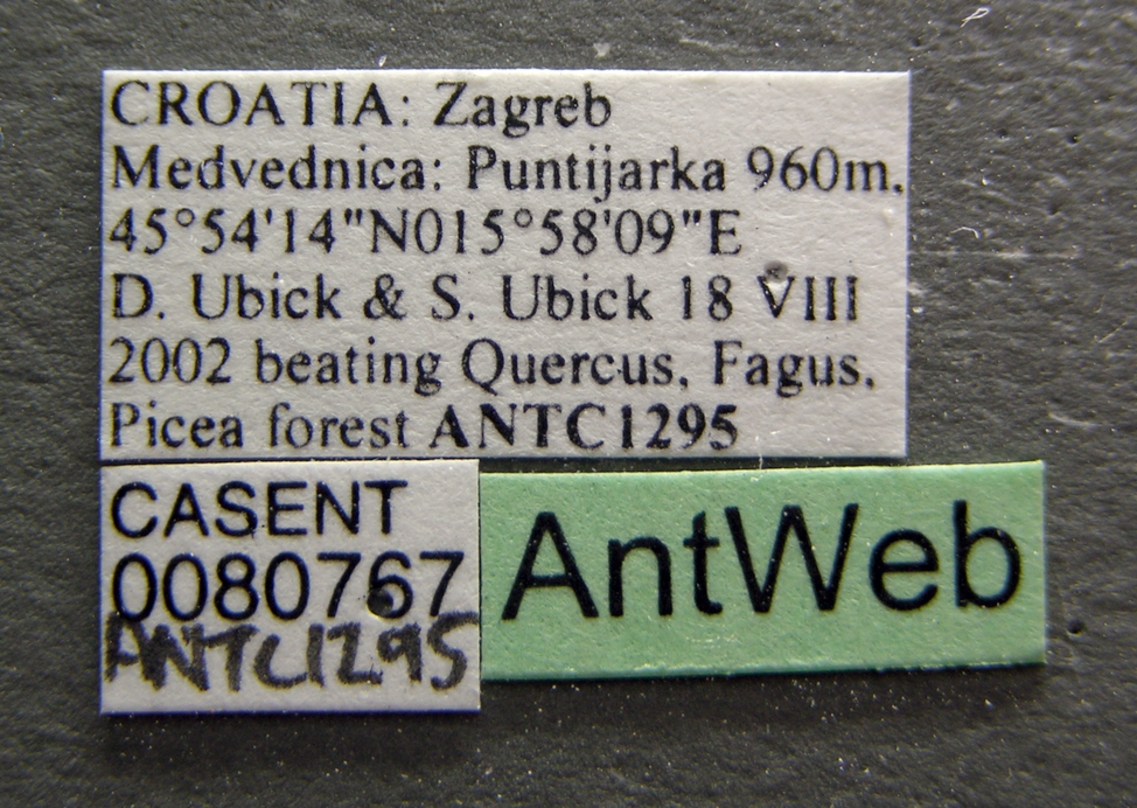 CROATIA: Zagreb
Medvednica: Puntijarka 960m.
45°54'14"N015°58'09"E
D. Ubick & S. Ubick 18 VIII
2002 beating Quercus, Fagus,
Picea forest ANTC1295
CASENT
0080767
ANTC1295
AntWeb